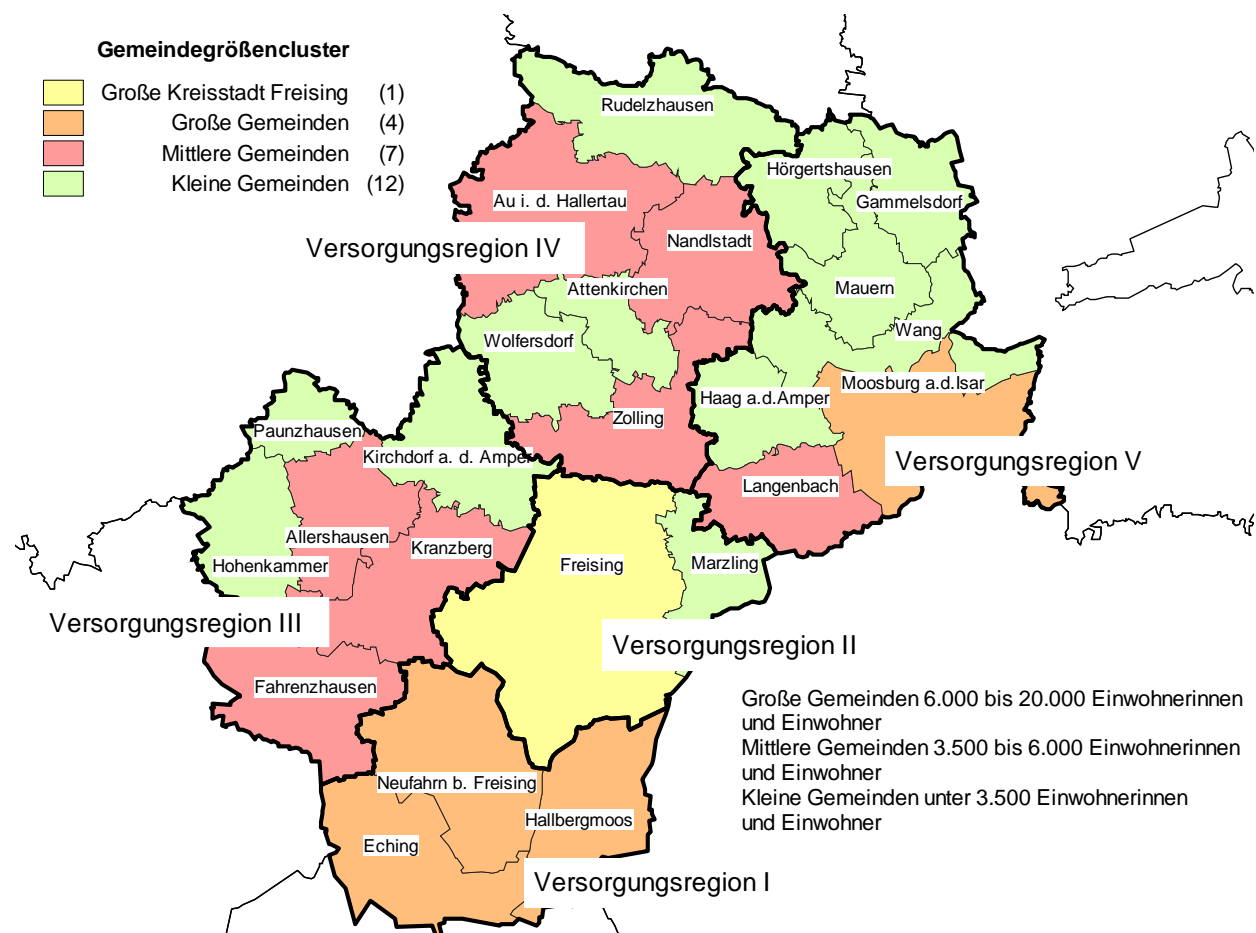 Gemeindegrößencluster
Große Kreisstadt Freising (1)
Große Gemeinden (4)
Mittlere Gemeinden (7)
Kleine Gemeinden (12)
Rudelzhausen
Hörgertshausen
Au i. d. Hallertau
Gammelsdorf
Versorgungsregion IV
Nandlstadt
Attenkirchen
Mauern
Wolfersdorf
Wang
Moosburg a.d.Isar
Haag a.d.Amper
Zolling
Paunzhausen
Kirchdorf a. d. Amper
Versorgungsregion V
Langenbach
Allershausen
Kranzberg
Hohenkammer
Freising
Marzling
Versorgungsregion III
Versorgungsregion II
Fahrenzhausen
Große Gemeinden 6.000 bis 20.000 Einwohnerinnen
und Einwohner
Mittlere Gemeinden 3.500 bis 6.000 Einwohnerinnen
und Einwohner
Kleine Gemeinden unter 3.500 Einwohnerinnen
und Einwohner
Neufahrn b. Freising
Hallbergmoos
Eching
Versorgungsregion I